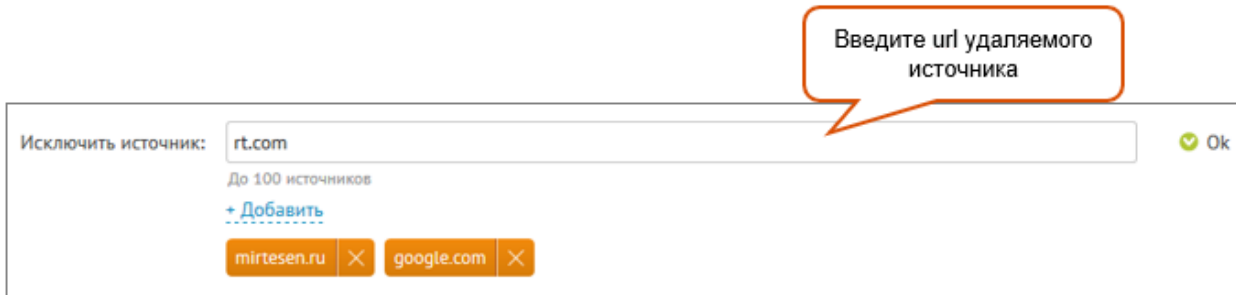 Введите url удаляемого
источника
Исключить источник: rt.com Ok
До 100 источников
+ Добавить
mirtesen.ru google.com